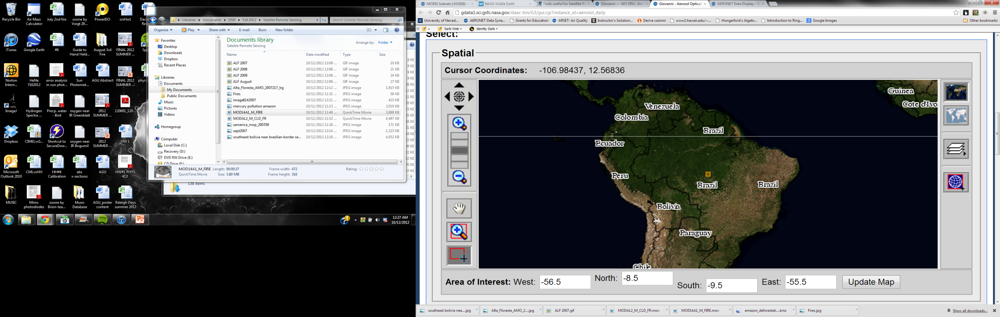 Recycle Bin
Air Mass Calculator
July 2nd fire
ozone by Voigt 28...
PowerISO
srsHw1
iTunes
Google Earth
#6
Guide to Hand Held...
August 3rd Fire
FINAL 2012 SUMMER ...
Norton Intern...
HeNe 7162012
error analysis in sun phot...
Sun Photomet...
AGU Abstract
FINAL 2012 SUMMER ...
ImageJ
Hydrogen Spectra ...
Precp. water - Bird
oxygen near IR Greenblatt
2012 SUMMER ...
120601_120...
Dropbox
CIMELvsS...
Shortcut to SecureDow...
oxygen near IR Bogumil
2012 SUMMER ...
HW 1
Microsoft Outlook 2010
CMLvsHH
HH#4 Calibration
abs x-sections
AGU
HW#1 PHYS 413
MUSIC
Mims photodiodes
ozone by Brion-tea...
Music Database
AGU_poster content
Raleigh Days summer 2012
Libraries Documents UNR Fall 2012 Satelite Remote Sensing
Search Satelite Remote Sensing
Organize Play Share with E-mail Burn New folder
Favorites
Desktop
Downloads
Dropbox
Recent Places
Libraries
Documents
My Documents
Public Documents
Music
Pictures
Videos
Homegroup
Computer
Local Disk (C:)
Recovery (D:)
DVD RW Drive (E:)
CD Drive (F:)
Documents library
Satelite Remote Sensing
Arrange by: Folder
Name Date modified Type Size
ALF 2007 10/12/2012 12:09 ... GIF image 10 KB
ALF 2008 10/12/2012 12:08 ... GIF image 21 KB
ALF 2009 10/12/2012 12:08 ... GIF image 24 KB
ALF August 10/12/2012 12:06 ... GIF image 27 KB
Alta_Floresta_AMO_2007217_lrg 10/12/2012 12:12 ... JPEG image 1,915 KB
Fires 10/11/2012 11:31 ... JPEG image 56 KB
image8142007 10/12/2012 12:11 ... JPEG image 425 KB
mercury pollution amazon 10/11/2012 11:13 ... JPEG image 3,010 KB
MOD14A1_M_FIRE 10/11/2012 11:48 ... QuickTime Movie 3,899 KB
MODAL2_M_CLD_FR 10/11/2012 11:52 ... QuickTime Movie 4,487 KB
samerica_mop_200709 10/11/2012 11:26 ... JPEG image 171 KB
sept2007 10/12/2012 12:14 ... JPEG image 1,323 KB
southeast bolivia near brazliian border se... 10/12/2012 12:18 ... JPEG image 4,052 KB
MOD14A1_M_FIRE Length: 00:00:37 Frame width: 472 Rating:
QuickTime Movie Size: 3.80 MB Frame height: 316
138 items
12:27 AM
10/12/2012
MODIS Subsets | EOSDIS -
NASA Visible Earth
Tools useful for Satellite R
Giovanni — GES DISC: God
Giovanni - Aerosol Optical
AERONET Data Display - S
gdata1.sci.gsfc.nasa.gov/daac-bin/G3/gui.cgi?instance_id=aerosol_daily
University of Nevad... AERONET Data Syne... Grants for Education ARSET: Air Quality Instructor's Solution... Derive casimir www2.hawaii.edu/~... Hungerford's Algebr... Introduction to Ring... Google Images Other bookmarks
Safe Web Identity Safe
Select:
Spatial
Cursor Coordinates: -106.98437, 12.56836
Guinea
Cote d'Ivo
Venezuela
Colombia
Brazil
Ecuador
Peru
Brazil
Brazil
Bolivia
Paraguay
Chile
Area of Interest: West: -56.5 North: -8.5 South: -9.5 East: -55.5 Update Map
southeast bolivia nea....jpg Alta_Floresta_AMO_2....jpg ALF 2007.gif MODAL2_M_CLD_FR.mov MOD14A1_M_FIRE.mov amazon_deforestati....kmz Fires.jpg Show all downloads...